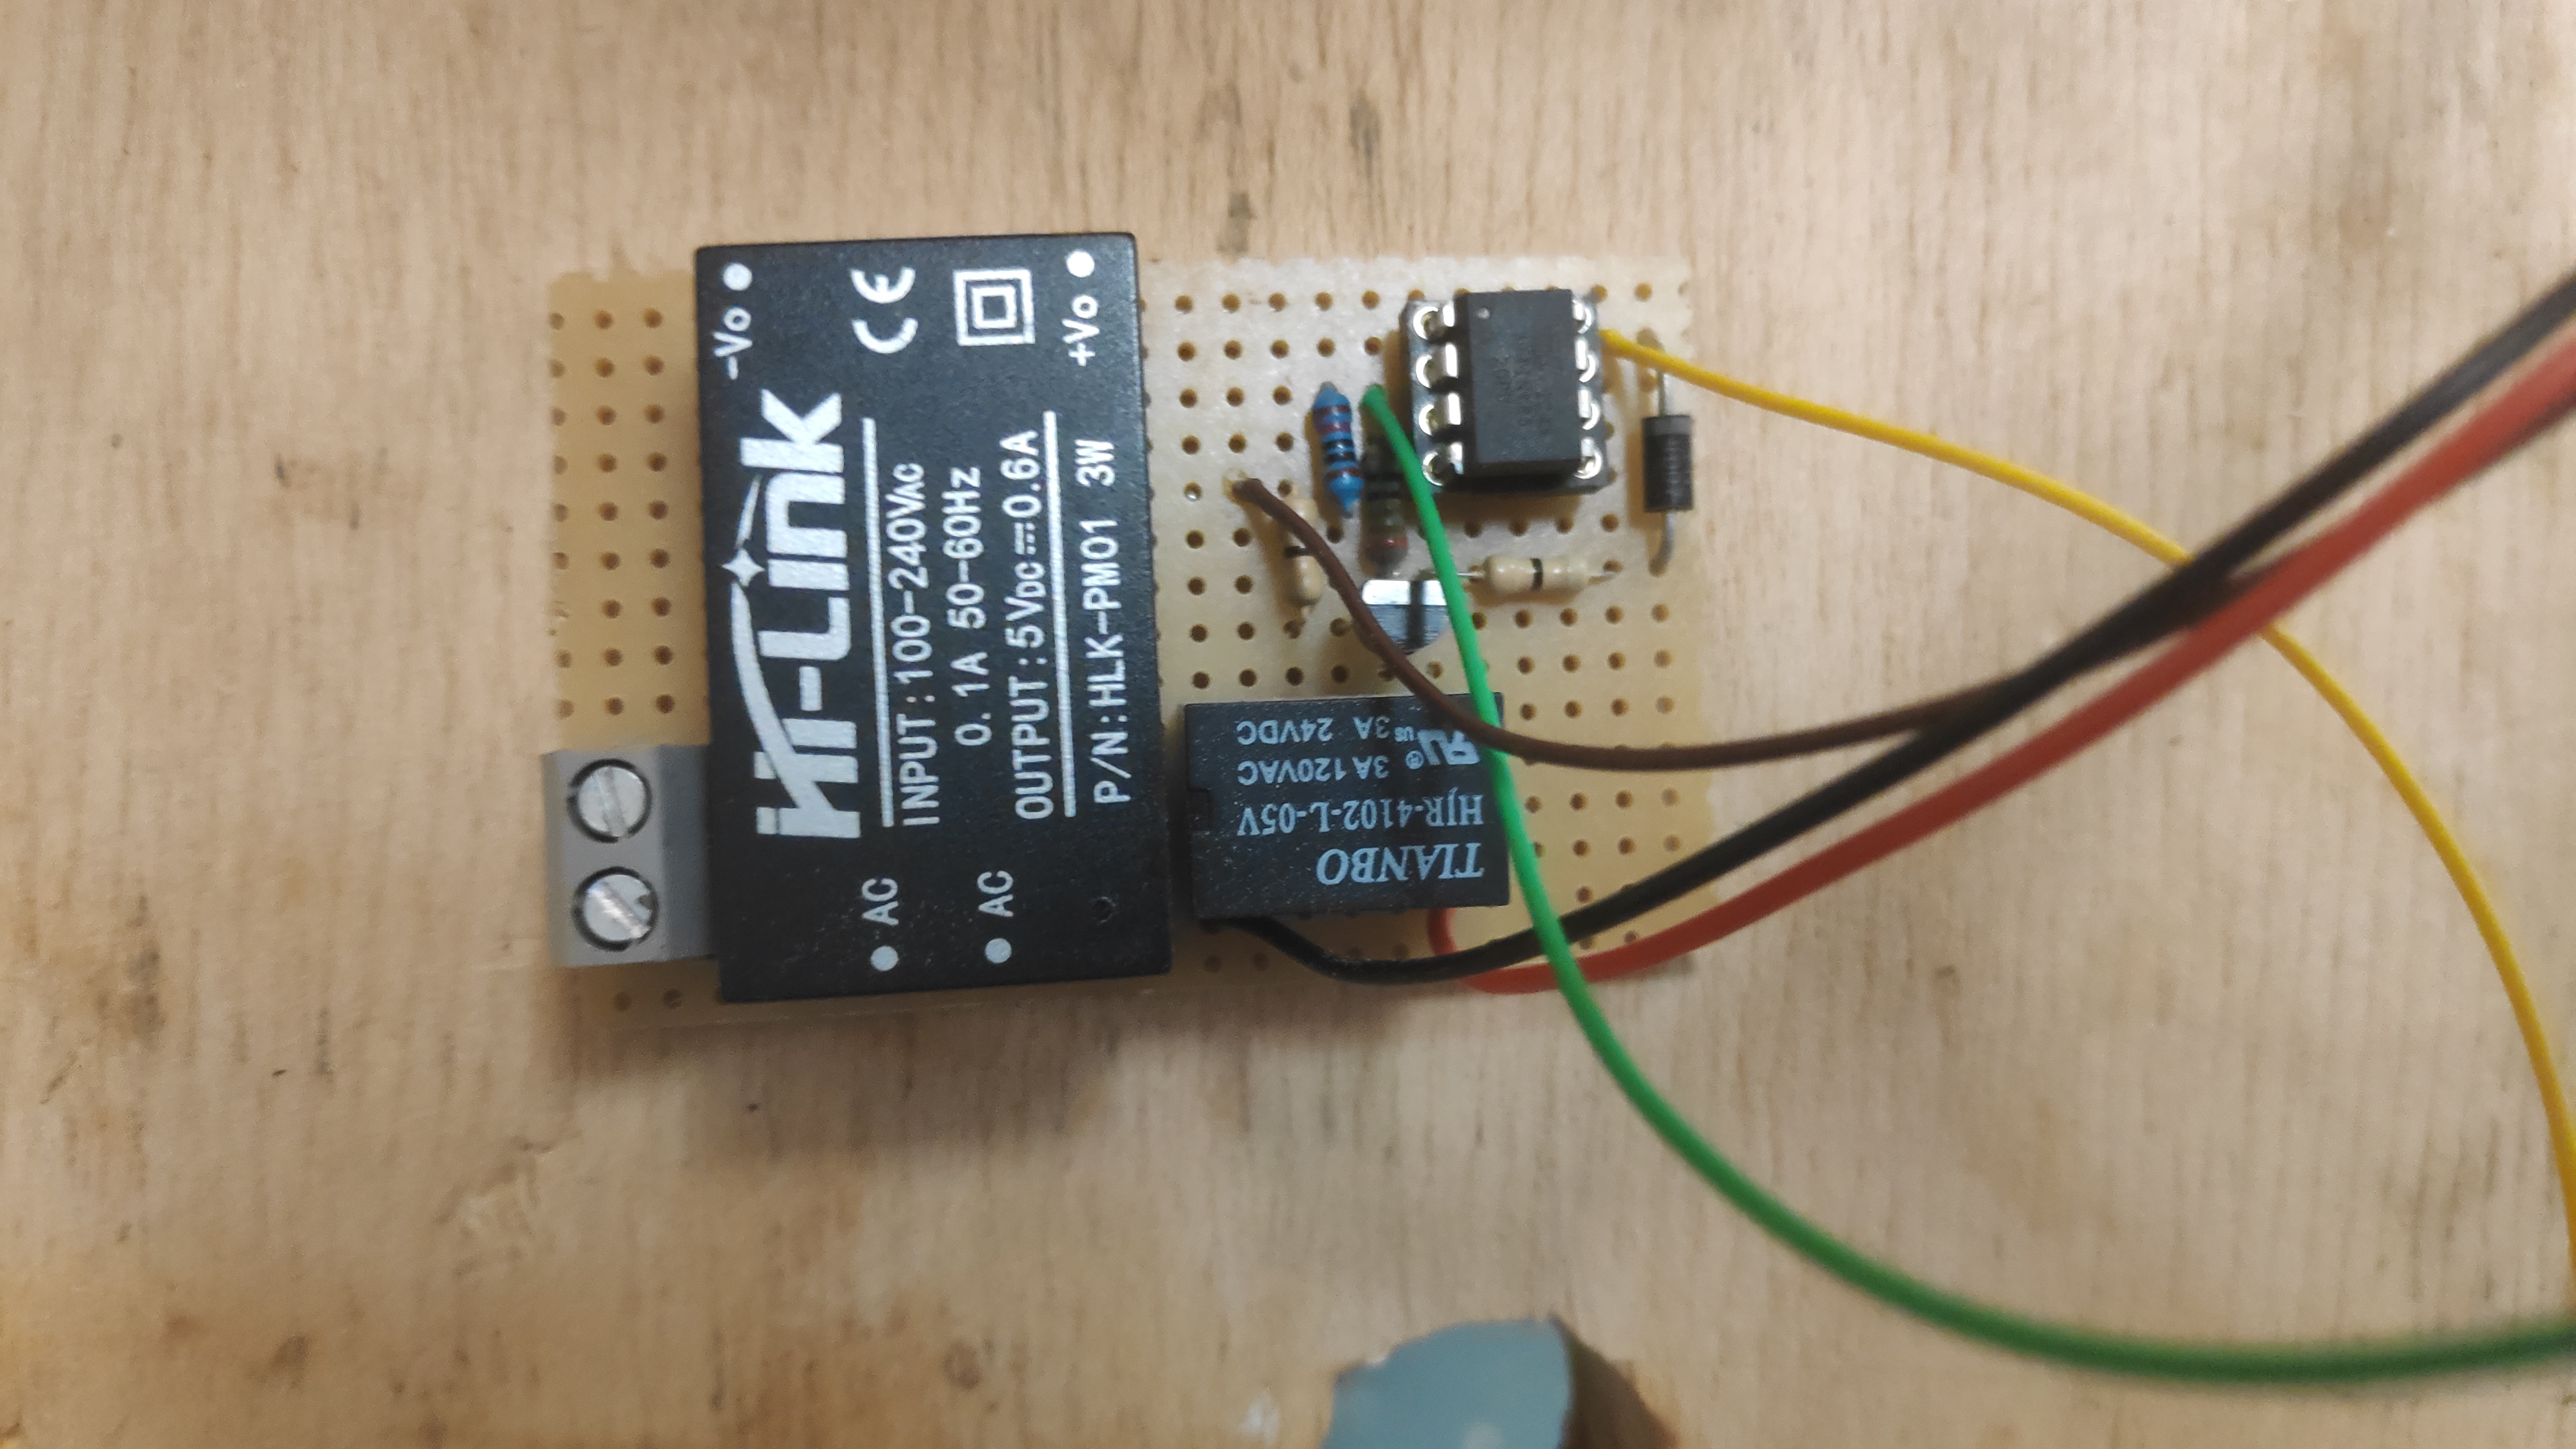 Hi-Link
-Vo
CE
+Vo
INPUT:100-240VAC
0.1A 50-60Hz
OUTPUT:5VDC⎓0.6A
P/N:HLK-PM01 3W
AC
AC
TIANBO
HJR-4102-L-05V
3A 120VAC
3A 24VDC
us